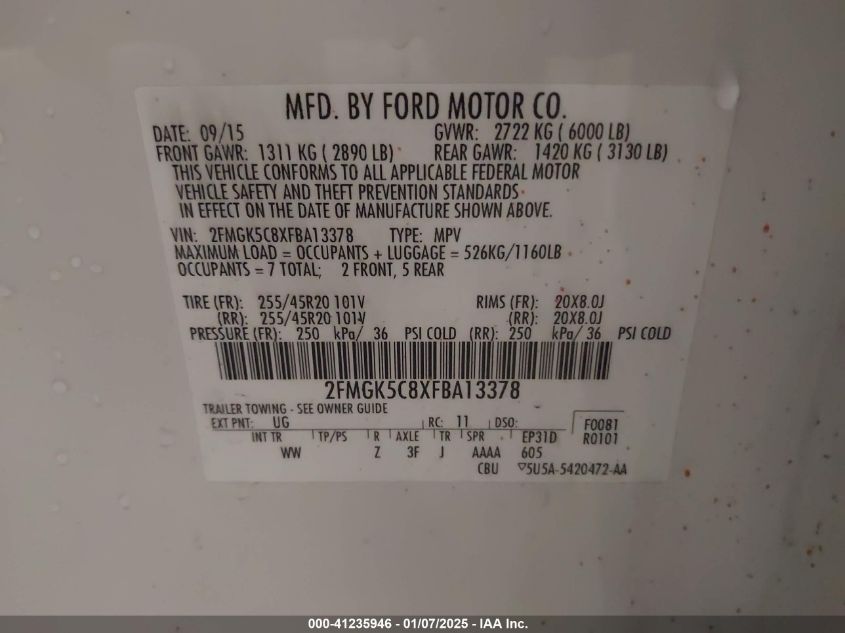 MFD. BY FORD MOTOR CO.
DATE: 09/15 GVWR: 2722 KG ( 6000 LB)
FRONT GAWR: 1311 KG ( 2890 LB) REAR GAWR: 1420 KG ( 3130 LB)
THIS VEHICLE CONFORMS TO ALL APPLICABLE FEDERAL MOTOR
VEHICLE SAFETY AND THEFT PREVENTION STANDARDS
IN EFFECT ON THE DATE OF MANUFACTURE SHOWN ABOVE.
VIN: 2FMGK5C8XFBA13378 TYPE: MPV
MAXIMUM LOAD = OCCUPANTS + LUGGAGE = 526KG/1160LB
OCCUPANTS = 7 TOTAL; 2 FRONT, 5 REAR
TIRE (FR): 255/45R20 101V RIMS (FR): 20X8.0J
(RR): 255/45R20 101V (RR): 20X8.0J
PRESSURE (FR): 250 kPa/ 36 PSI COLD (RR): 250 kPa/ 36 PSI COLD
2FMGK5C8XFBA13378
TRAILER TOWING - SEE OWNER GUIDE
EXT PNT: UG RC: 11 DSO: F0081
INT TR TP/PS R AXLE TR SPR EP31D R0101
WW Z 3F J AAAA 605
CBU ▽5U5A-5420472-AA
000-41235946 - 01/07/2025 - IAA Inc.